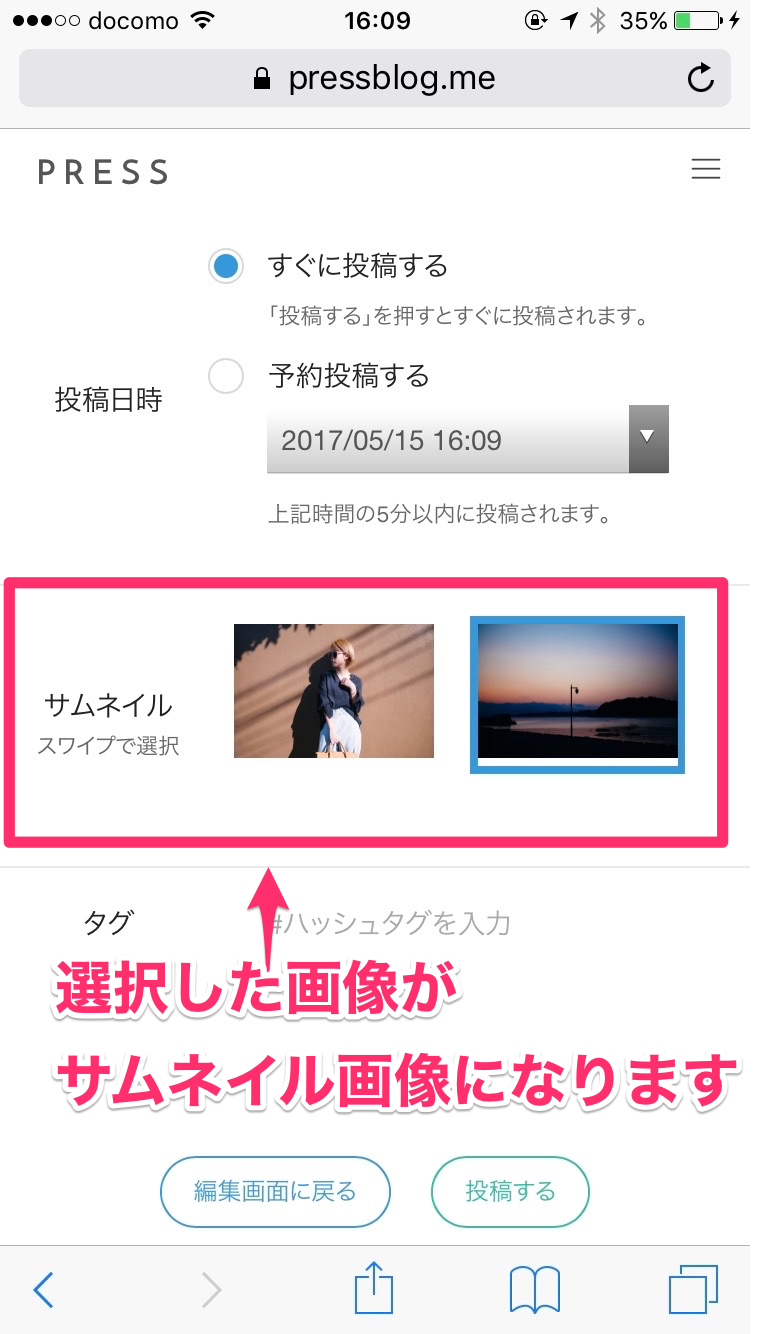 docomo 16:09 35%
pressblog.me
PRESS
すぐに投稿する
「投稿する」を押すとすぐに投稿されます。
投稿日時
予約投稿する
2017/05/15 16:09
上記時間の5分以内に投稿されます。
サムネイル
スワイプで選択
タグ #ハッシュタグを入力
選択した画像が
サムネイル画像になります
編集画面に戻る 投稿する